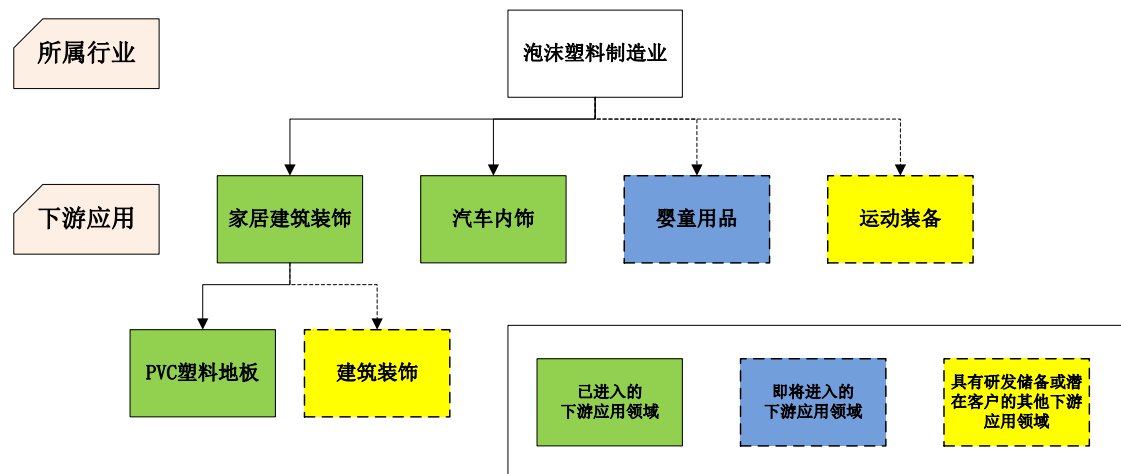 所属行业
泡沫塑料制造业
下游应用
家居建筑装饰
汽车内饰
婴童用品
运动装备
PVC塑料地板
建筑装饰
已进入的
下游应用领域
即将进入的
下游应用领域
具有研发储备或潜
在客户的其他下游
应用领域